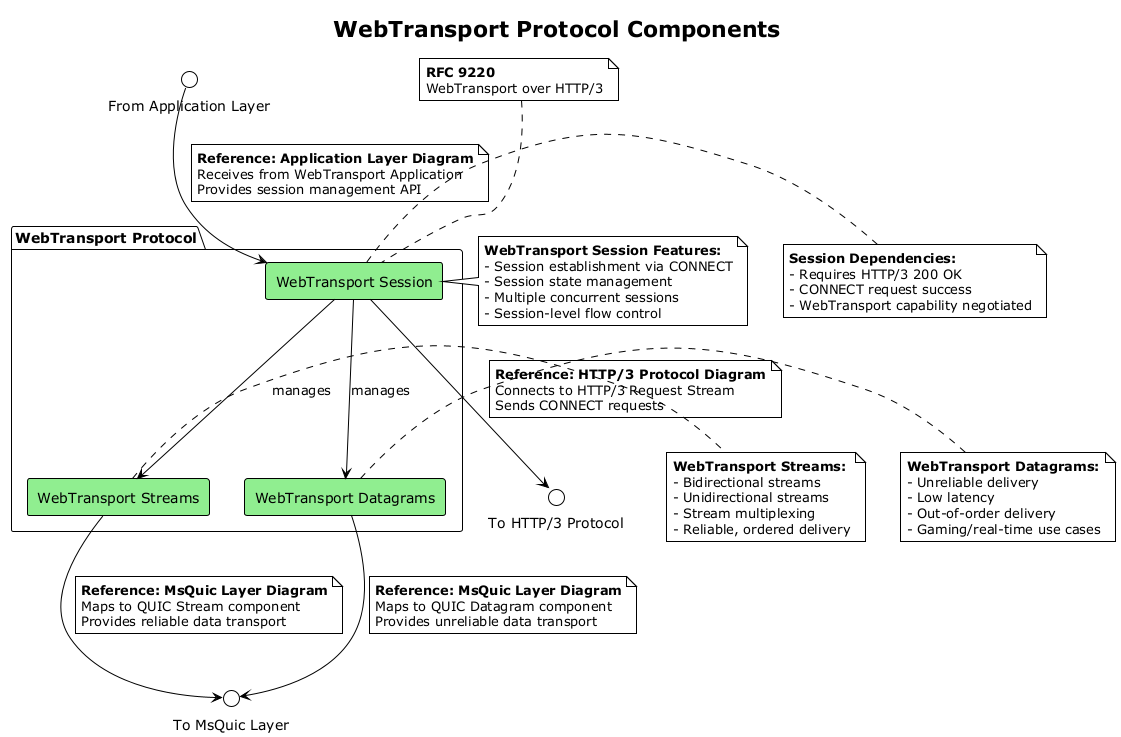 WebTransport Protocol Components
RFC 9220
WebTransport over HTTP/3
From Application Layer
Reference: Application Layer Diagram
Receives from WebTransport Application
Provides session management API
WebTransport Protocol
WebTransport Session
WebTransport Session Features:
- Session establishment via CONNECT
- Session state management
- Multiple concurrent sessions
- Session-level flow control
Session Dependencies:
- Requires HTTP/3 200 OK
- CONNECT request success
- WebTransport capability negotiated
manages
manages
Reference: HTTP/3 Protocol Diagram
Connects to HTTP/3 Request Stream
Sends CONNECT requests
WebTransport Streams
WebTransport Datagrams
To HTTP/3 Protocol
WebTransport Streams:
- Bidirectional streams
- Unidirectional streams
- Stream multiplexing
- Reliable, ordered delivery
WebTransport Datagrams:
- Unreliable delivery
- Low latency
- Out-of-order delivery
- Gaming/real-time use cases
Reference: MsQuic Layer Diagram
Maps to QUIC Stream component
Provides reliable data transport
Reference: MsQuic Layer Diagram
Maps to QUIC Datagram component
Provides unreliable data transport
To MsQuic Layer